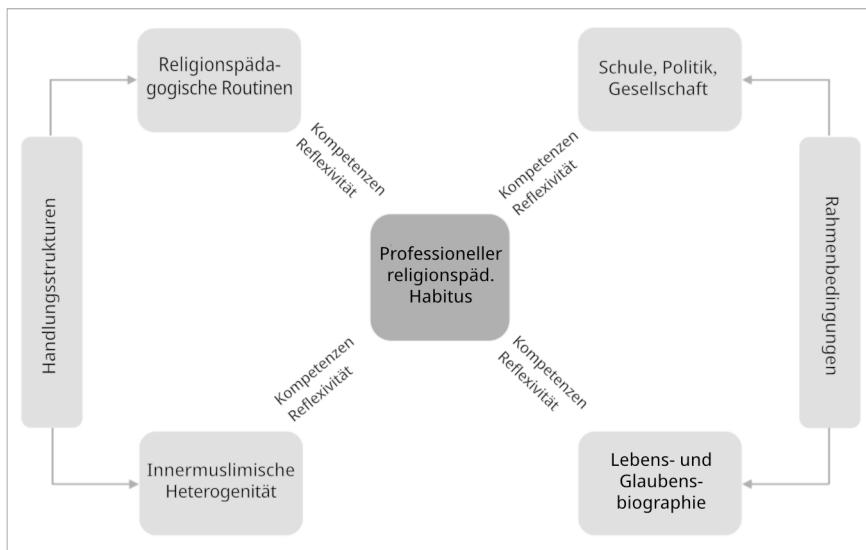 Religionspäda-
gogische Routinen
Schule, Politik,
Gesellschaft
Kompetenzen
Reflexivität
Kompetenzen
Reflexivität
Handlungsstrukturen
Professioneller
religionspäd.
Habitus
Rahmenbedingungen
Kompetenzen
Reflexivität
Kompetenzen
Reflexivität
Innermuslimische
Heterogenität
Lebens- und
Glaubens-
biographie